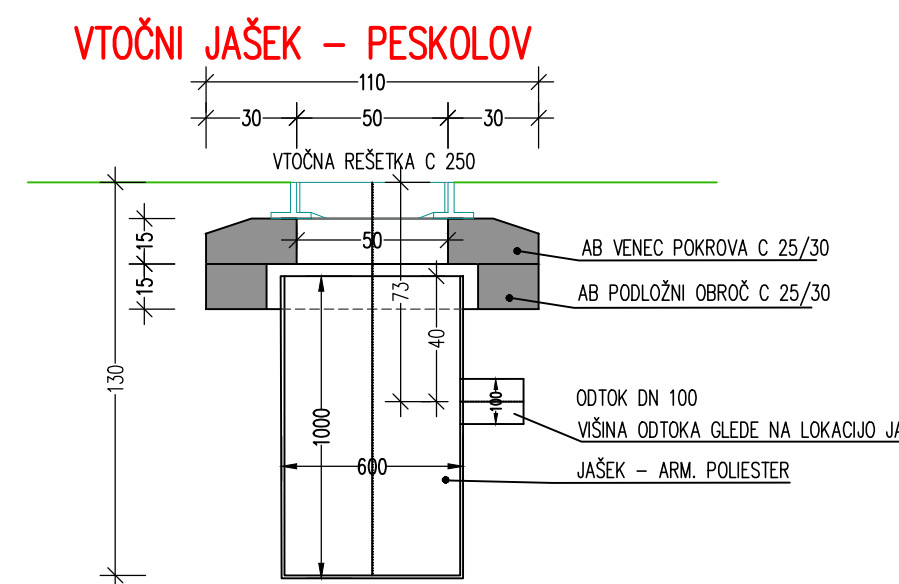 VTOČNI JAŠEK – PESKOLOV
110
30 50 30
VTOČNA REŠETKA C 250
15
50
AB VENEC POKROVA C 25/30
15
73
AB PODLOŽNI OBROČ C 25/30
40
130
100
ODTOK DN 100
1000
VIŠINA ODTOKA GLEDE NA LOKACIJO
600
JAŠEK – ARM. POLIESTER